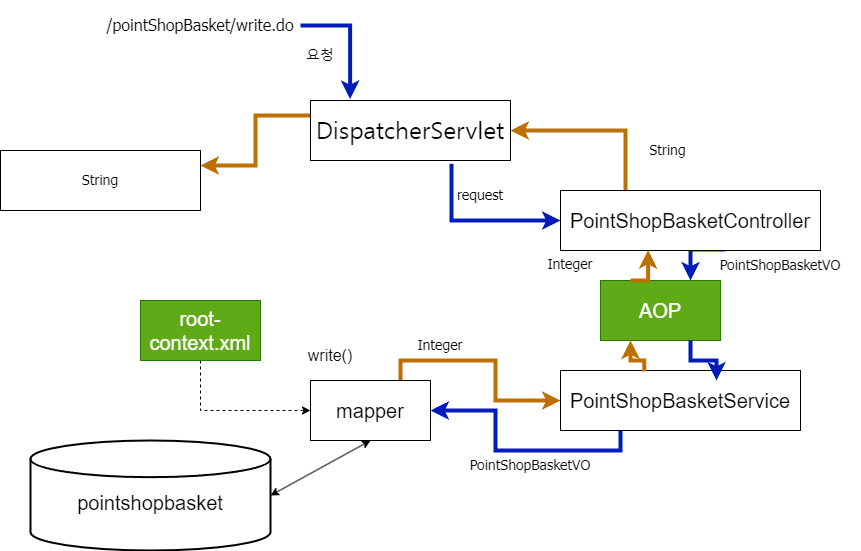 /pointShopBasket/write.do
요청
DispatcherServlet
String
String
request
PointShopBasketController
Integer
PointShopBasketVO
AOP
root-
context.xml
write()
Integer
mapper
PointShopBasketService
PointShopBasketVO
pointshopbasket